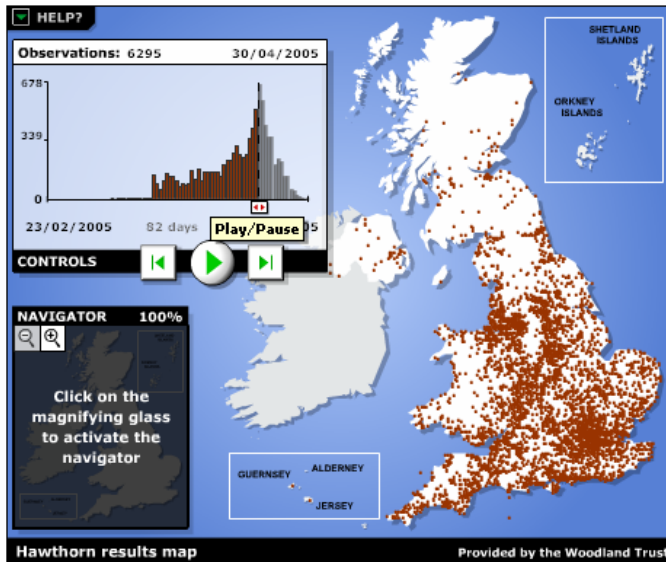 HELP?
Observations: 6295 30/04/2005
678
339
0
23/02/2005 82 days 05
Play/Pause
CONTROLS
NAVIGATOR 100%
Click on the
magnifying glass
to activate the
navigator
SHETLAND
ISLANDS
ORKNEY
ISLANDS
GUERNSEY
ALDERNEY
JERSEY
Hawthorn results map
Provided by the Woodland Trust